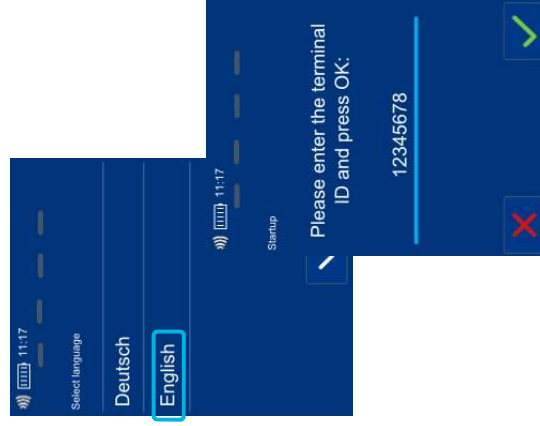 11:17
Select language
Deutsch
English
11:17
Startup
Please enter the terminal
ID and press OK:
12345678